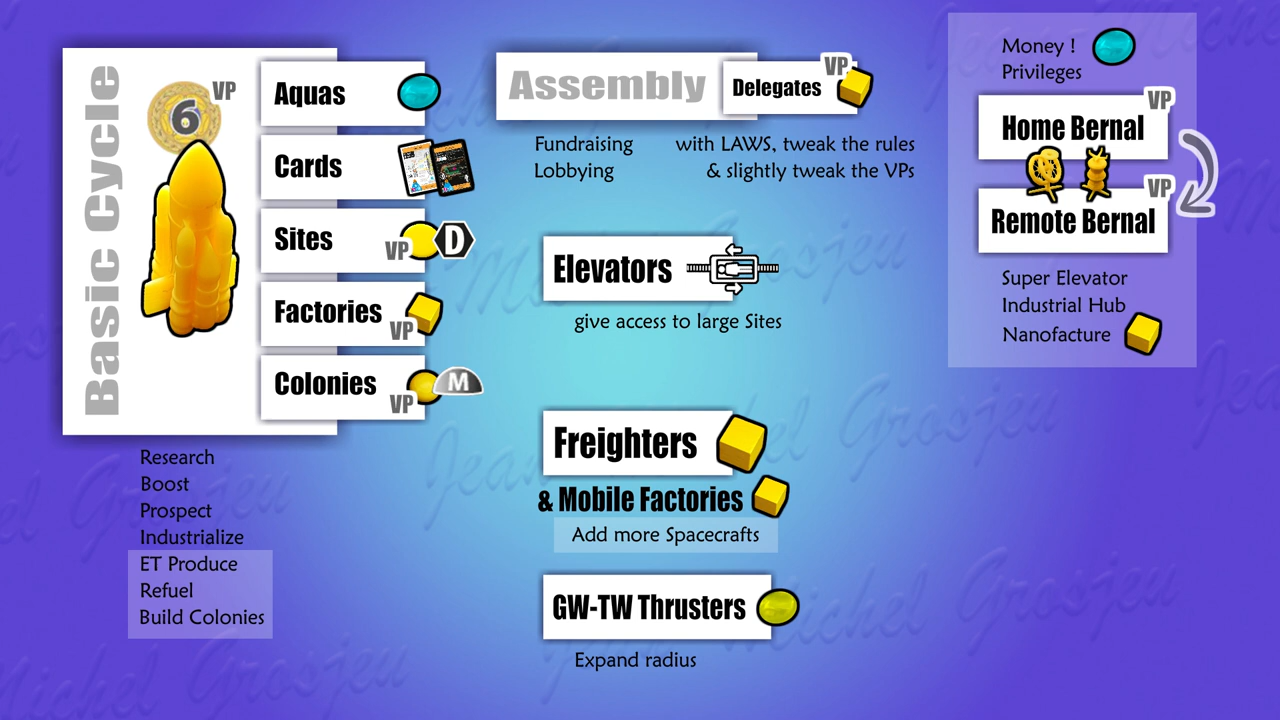 Basic Cycle
6
VP
Aquas
Cards
Sites
VP
D
Factories
VP
Colonies
VP
M
Research
Boost
Prospect
Industrialize
ET Produce
Refuel
Build Colonies
Assembly
Delegates
VP
Fundraising
Lobbying
with LAWS, tweak the rules
& slightly tweak the VPs
Elevators
give access to large Sites
Freighters
& Mobile Factories
Add more Spacecrafts
GW-TW Thrusters
Expand radius
Money !
Privileges
VP
Home Bernal
VP
Remote Bernal
Super Elevator
Industrial Hub
Nanofacture
Jean Michel Grosjeu